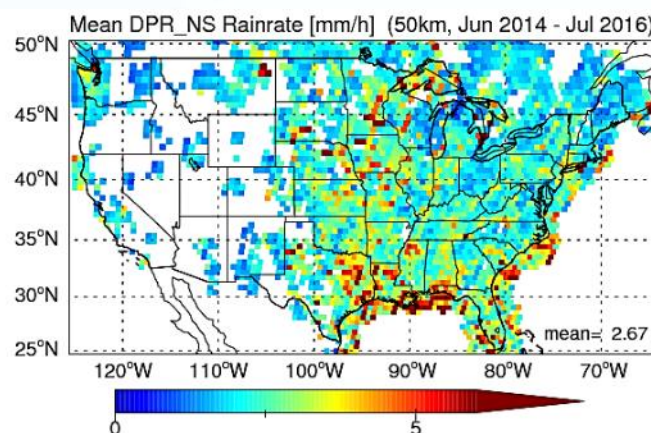 Mean DPR_NS Rainrate [mm/h]  (50km, Jun 2014 - Jul 2016)
50°N
45°N
40°N
35°N
30°N
25°N
mean= 2.67
120°W 110°W 100°W 90°W 80°W 70°W
0 5